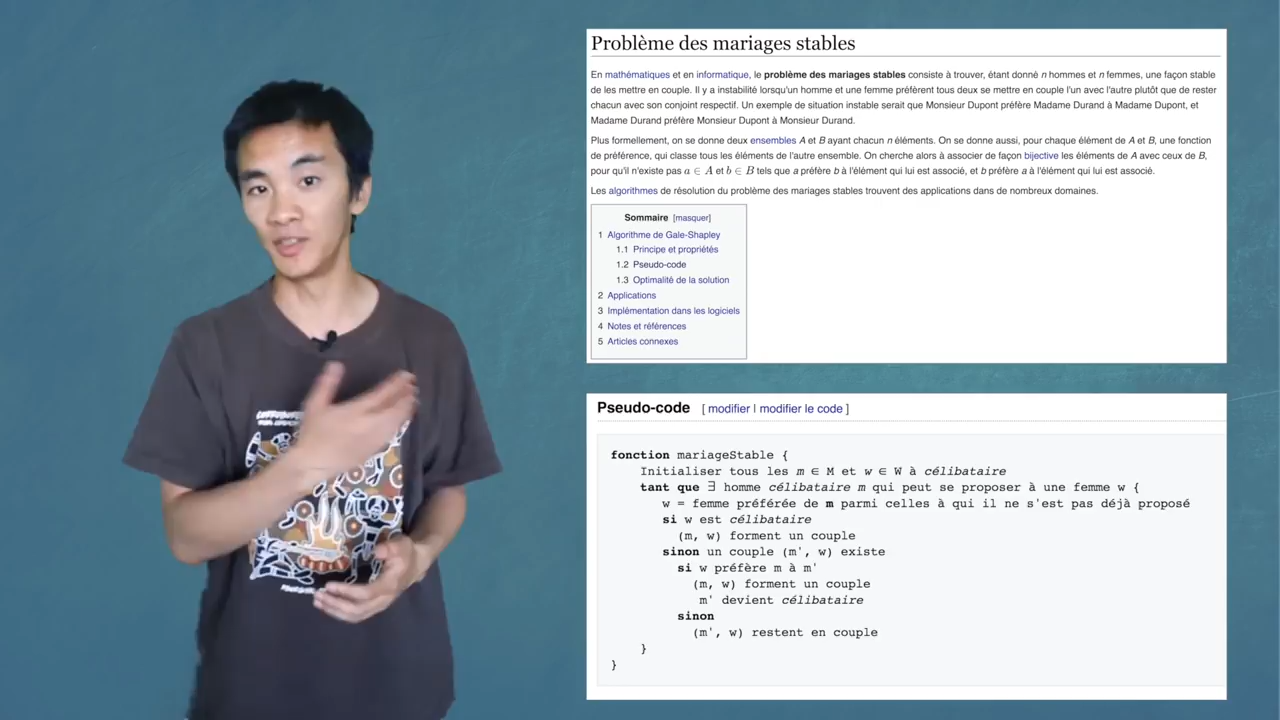 Problème des mariages stables
En mathématiques et en informatique, le problème des mariages stables consiste à trouver, étant donné n hommes et n femmes, une façon stable
de les mettre en couple. Il y a instabilité lorsqu'un homme et une femme préfèrent tous deux se mettre en couple l'un avec l'autre plutôt que de rester
chacun avec son conjoint respectif. Un exemple de situation instable serait que Monsieur Dupont préfère Madame Durand à Madame Dupont, et
Madame Durand préfère Monsieur Dupont à Monsieur Durand.
Plus formellement, on se donne deux ensembles A et B ayant chacun n éléments. On se donne aussi, pour chaque élément de A et B, une fonction
de préférence, qui classe tous les éléments de l'autre ensemble. On cherche alors à associer de façon bijective les éléments de A avec ceux de B,
pour qu'il n'existe pas a ∈ A et b ∈ B tels que a préfère b à l'élément qui lui est associé, et b préfère a à l'élément qui lui est associé.
Les algorithmes de résolution du problème des mariages stables trouvent des applications dans de nombreux domaines.
Sommaire [masquer]
1 Algorithme de Gale-Shapley
1.1 Principe et propriétés
1.2 Pseudo-code
1.3 Optimalité de la solution
2 Applications
3 Implémentation dans les logiciels
4 Notes et références
5 Articles connexes
Pseudo-code [ modifier | modifier le code ]
fonction mariageStable {
Initialiser tous les m ∈ M et w ∈ W à célibataire
tant que ∃ homme célibataire m qui peut se proposer à une femme w {
w = femme préférée de m parmi celles à qui il ne s'est pas déjà proposé
si w est célibataire
(m, w) forment un couple
sinon un couple (m', w) existe
si w préfère m à m'
(m, w) forment un couple
m' devient célibataire
sinon
(m', w) restent en couple
}
}